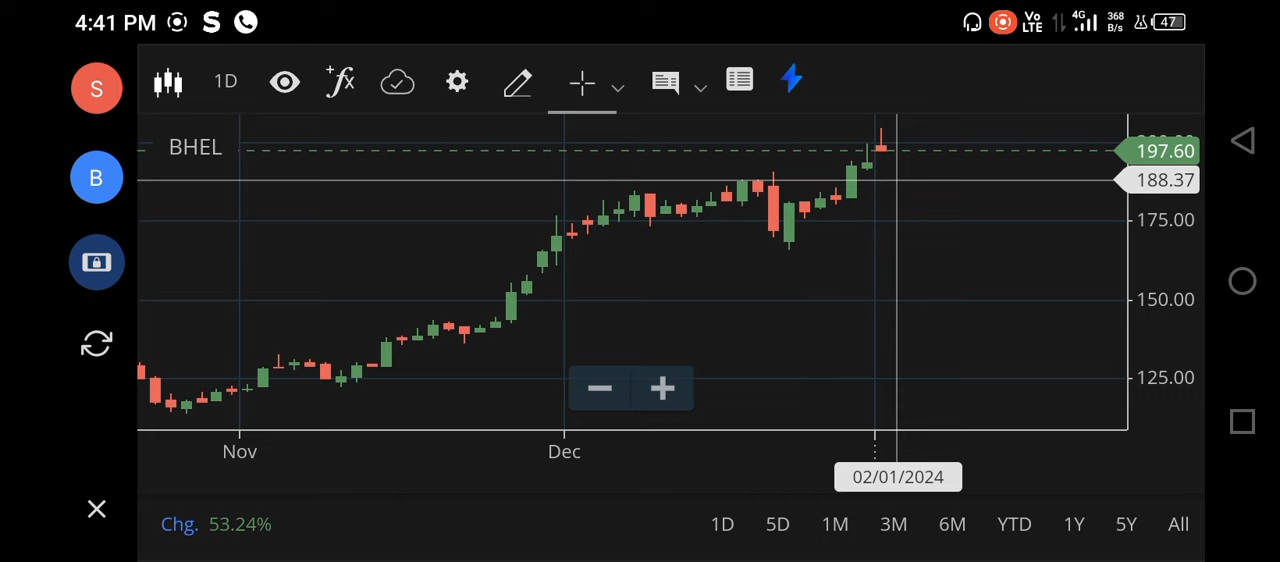 4:41 PM S Vo LTE 4G 368 B/s 47
S 1D +fx
BHEL
B
197.60
188.37
175.00
150.00
125.00
− +
Nov Dec
02/01/2024
Chg. 53.24% 1D 5D 1M 3M 6M YTD 1Y 5Y All